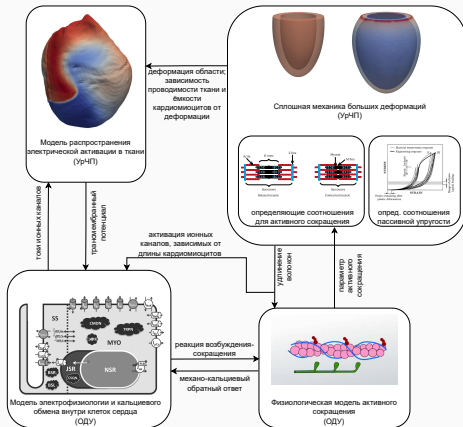 деформация области;
зависимость
проводимости ткани и
ёмкости
кардиомиоцитов от
деформации
Сплошная механика больших деформаций
(УрЧП)
Модель распространения
электрической активации в ткани
(УрЧП)
определяющие соотношения
для активного сокращения
опред. соотношения
пассивной упругости
STRAIN
тока ионных каналов
трансмембранный
потенциал
активация ионных
каналов, зависимых от
длины кардиомиоцитов
удлинение
волокон
параметр
активного
сокращения
SS
MYO
JSR
NSR
реакция возбуждения-
сокращения
механо-кальциевый
обратный ответ
Модель электрофизиологии и кальциевого
обмена внутри клеток сердца
(ОДУ)
Физиологическая модель активного
сокращения
(ОДУ)